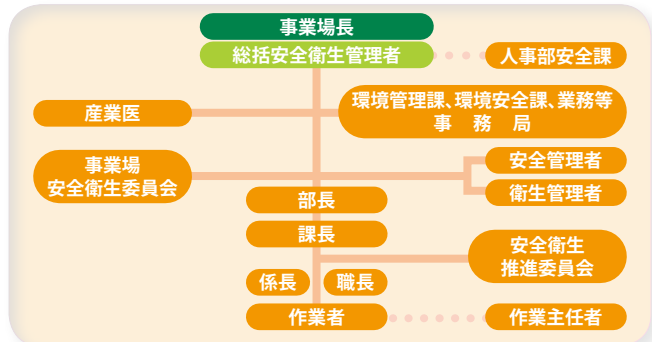 事業場長
総括安全衛生管理者
人事部安全課
産業医
環境管理課、環境安全課、業務等
事 務 局
事業場
安全衛生委員会
安全管理者
衛生管理者
部長
課長
安全衛生
推進委員会
係長
職長
作業者
作業主任者